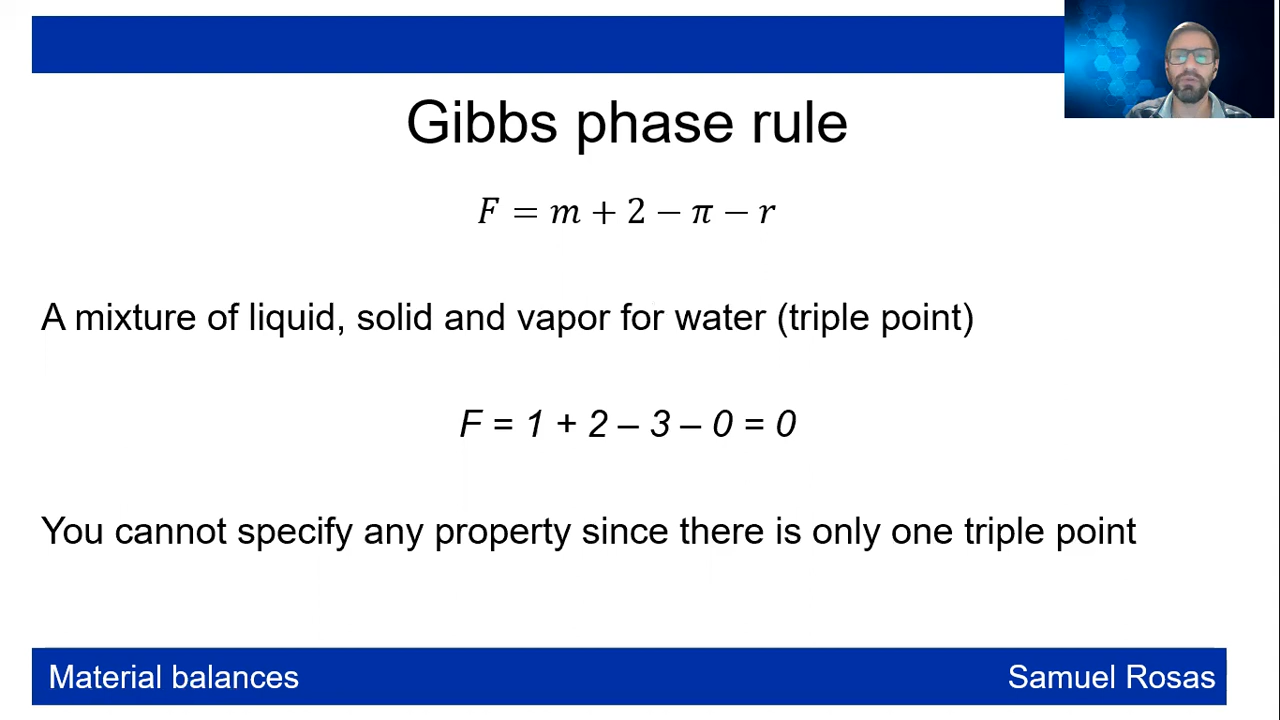 Gibbs phase rule
F = m + 2 − π − r
A mixture of liquid, solid and vapor for water (triple point)
F = 1 + 2 – 3 – 0 = 0
You cannot specify any property since there is only one triple point
Material balances
Samuel Rosas